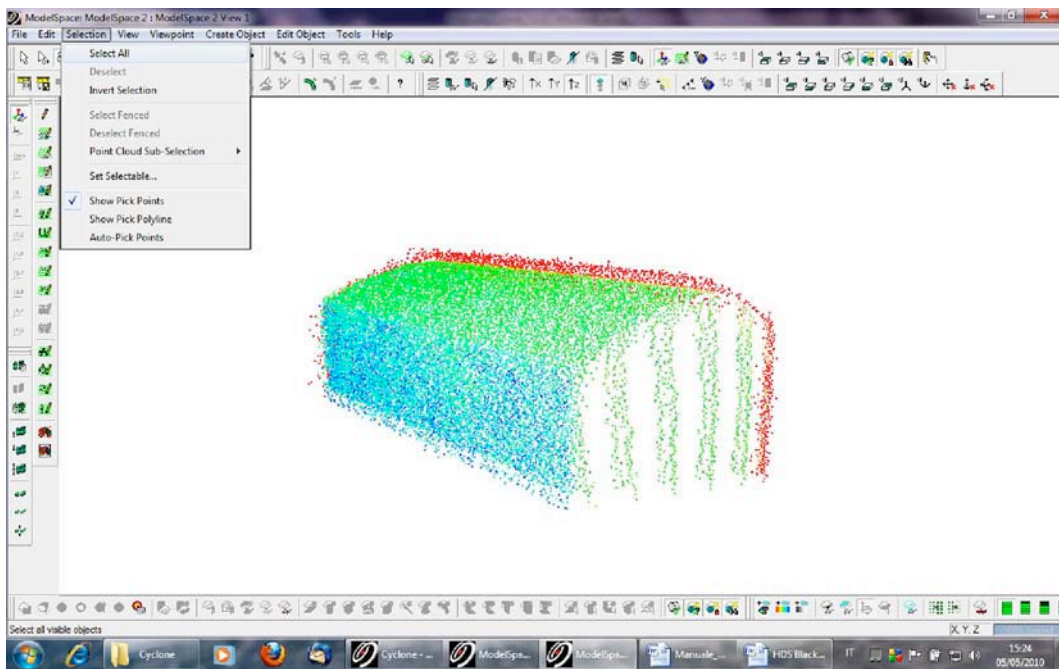 ModelSpace: ModelSpace 2 : ModelSpace 2 View 1
File Edit Selection View Viewpoint Create Object Edit Object Tools Help
Select All
Deselect
Invert Selection
Select Fenced
Deselect Fenced
Point Cloud Sub-Selection
Set Selectable...
Show Pick Points
Show Pick Polyline
Auto-Pick Points
Select all visible objects
X, Y, Z
Cyclone
Cyclone - ...
ModelSpa...
ModelSpa...
Manuale_...
HDS Black...
IT
15:24
05/05/2010